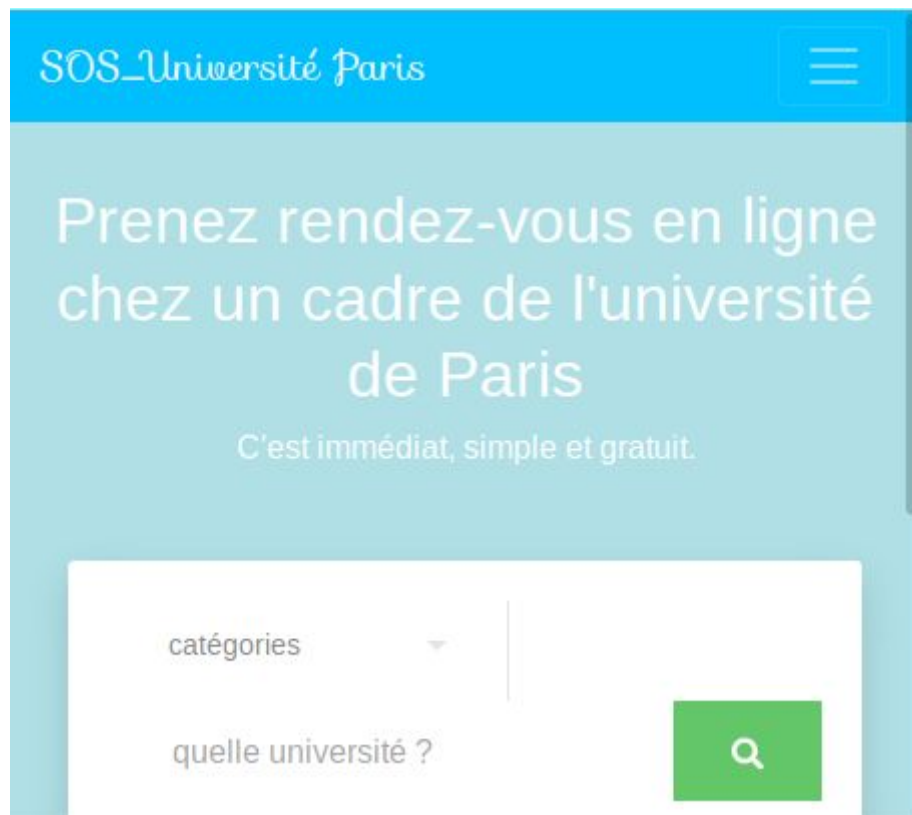 SOS_Université Paris
Prenez rendez-vous en ligne
chez un cadre de l'université
de Paris
C'est immédiat, simple et gratuit.
catégories
quelle université ?